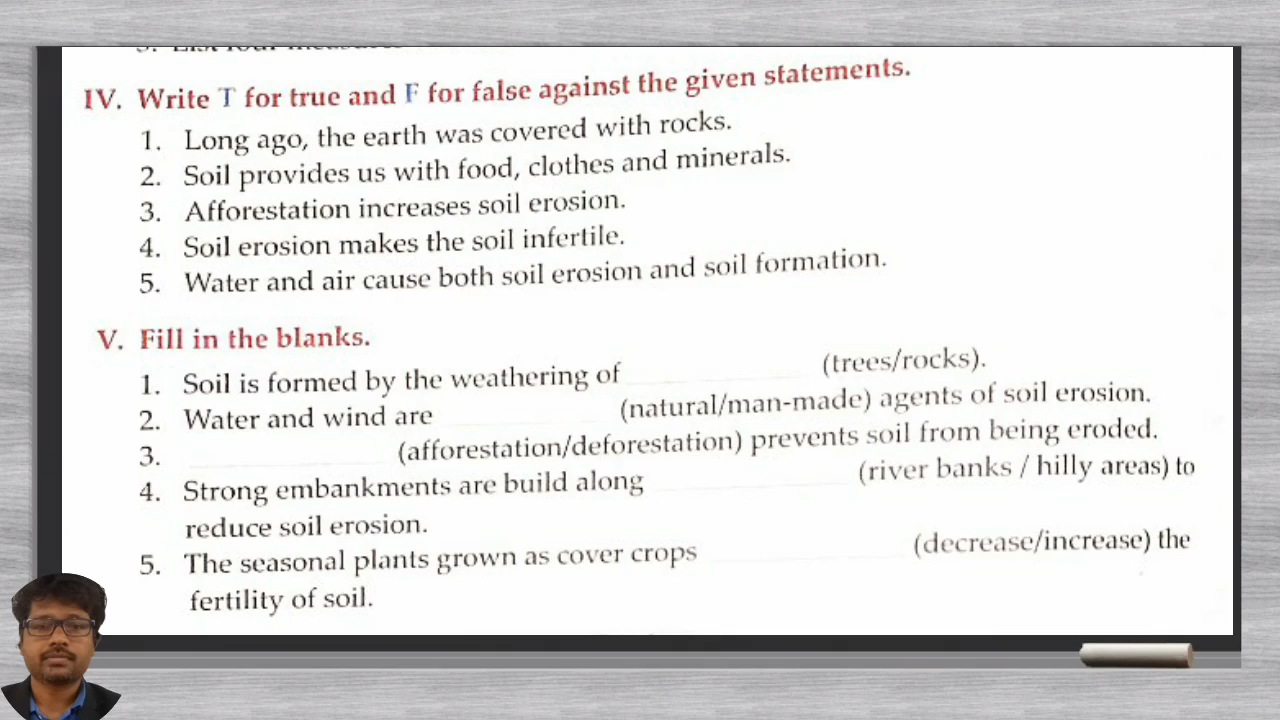 IV. Write T for true and F for false against the given statements.
1. Long ago, the earth was covered with rocks.
2. Soil provides us with food, clothes and minerals.
3. Afforestation increases soil erosion.
4. Soil erosion makes the soil infertile.
5. Water and air cause both soil erosion and soil formation.
V. Fill in the blanks.
1. Soil is formed by the weathering of (trees/rocks).
2. Water and wind are (natural/man-made) agents of soil erosion.
3. (afforestation/deforestation) prevents soil from being eroded.
4. Strong embankments are build along (river banks / hilly areas) to
reduce soil erosion.
5. The seasonal plants grown as cover crops (decrease/increase) the
fertility of soil.